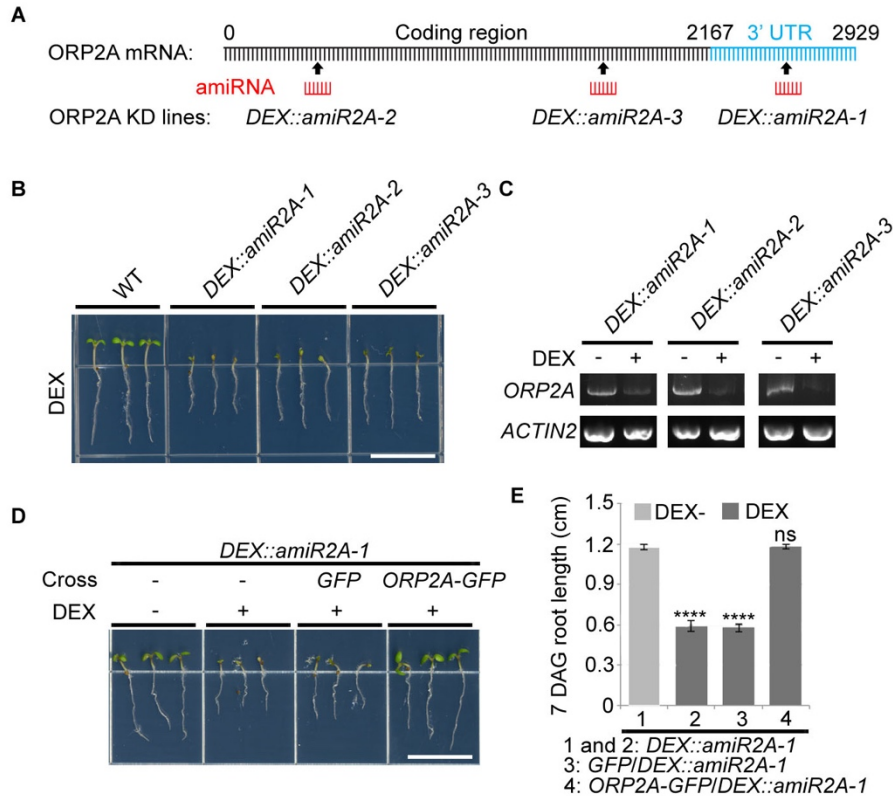 A
0 Coding region 2167 3' UTR 2929
ORP2A mRNA:
amiRNA
ORP2A KD lines: DEX::amiR2A-2 DEX::amiR2A-3 DEX::amiR2A-1
B
WT DEX::amiR2A-1 DEX::amiR2A-2 DEX::amiR2A-3
DEX
C
DEX::amiR2A-1 DEX::amiR2A-2 DEX::amiR2A-3
DEX - + - + - +
ORP2A
ACTIN2
D
DEX::amiR2A-1
Cross - - GFP ORP2A-GFP
DEX - + + +
E
7 DAG root length (cm)
1.5
1.2
0.9
0.6
0.3
0
DEX- DEX
ns
**** ****
1 2 3 4
1 and 2: DEX::amiR2A-1
3: GFP/DEX::amiR2A-1
4: ORP2A-GFP/DEX::amiR2A-1